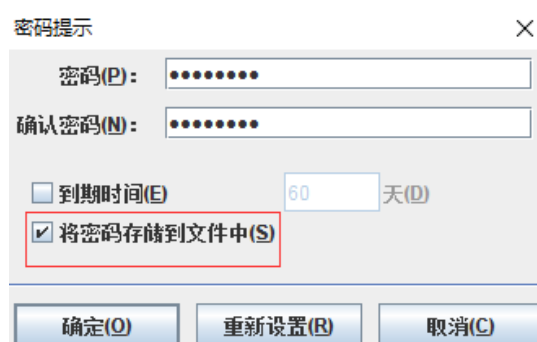 密码提示
密码(P):
确认密码(N):
到期时间(E) 60 天(D)
将密码存储到文件中(S)
确定(O) 重新设置(R) 取消(C)